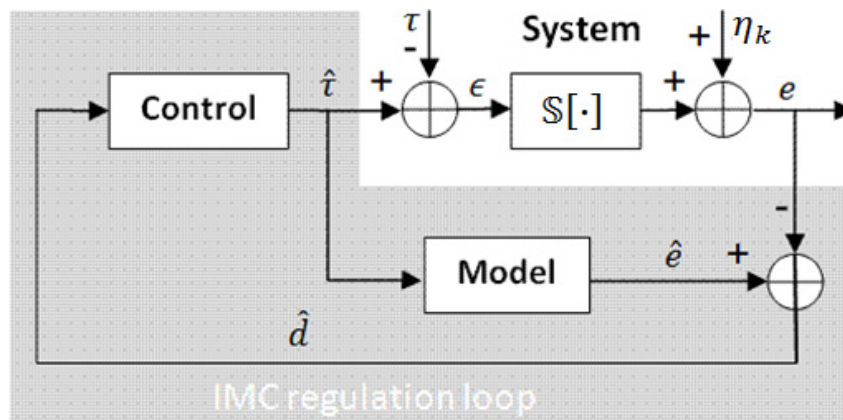 τ
-
System
+
η_k
Control
τ̂
+
ϵ
𝕊[·]
+
e
-
Model
ê
+
d̂
IMC regulation loop